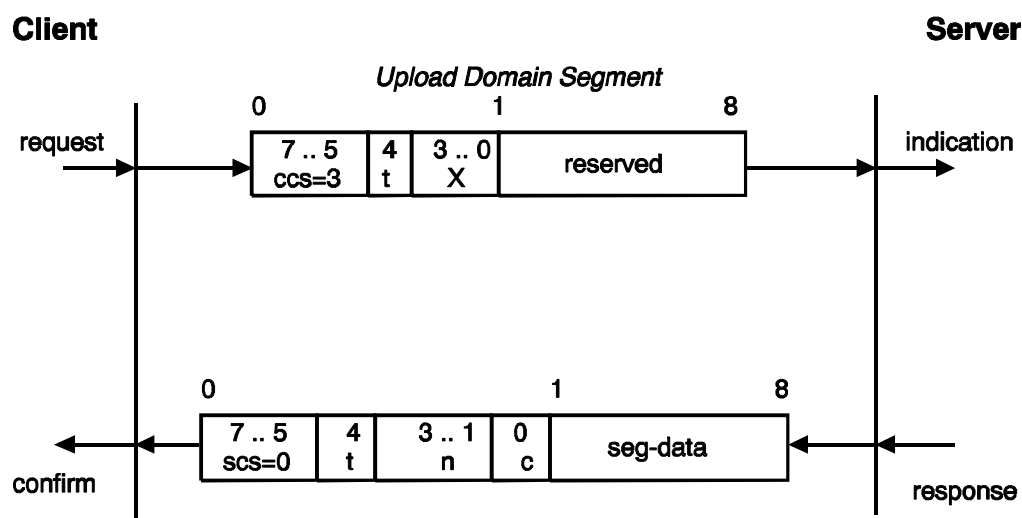 Client Server
Upload Domain Segment
0 1 8
request indication
7 .. 5 4 3 .. 0 reserved
ccs=3 t X
0 1 8
7 .. 5 4 3 .. 1 0 seg-data
scs=0 t n c
confirm response